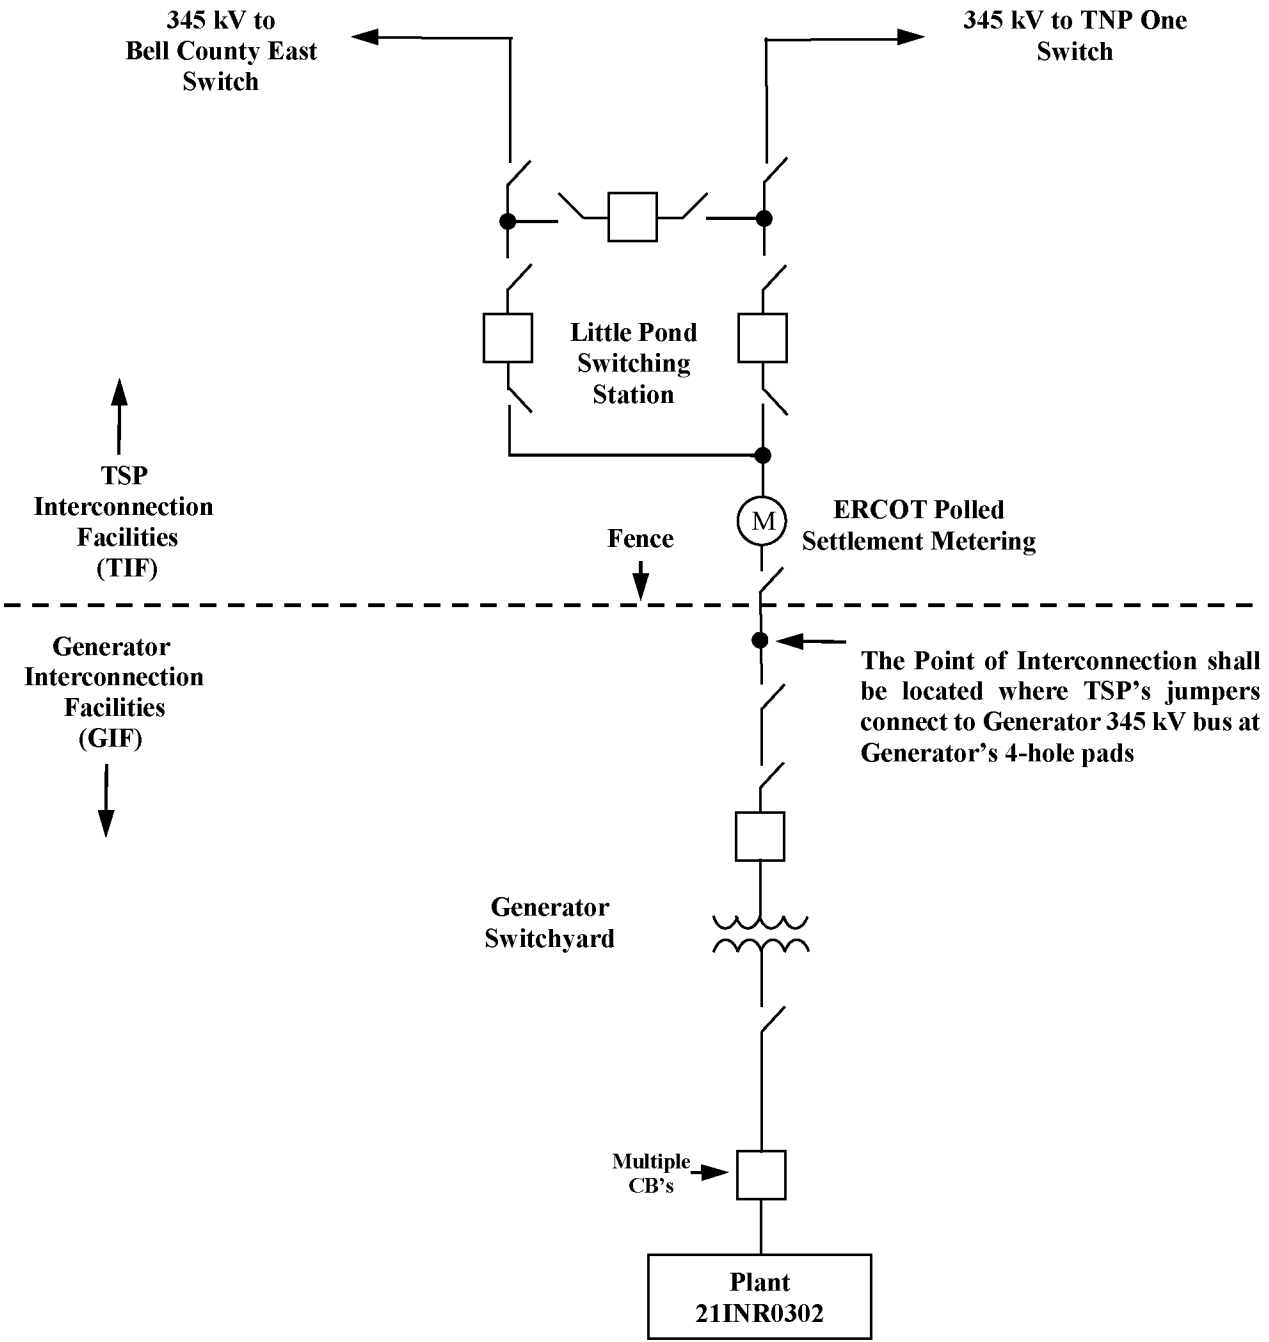 345 kV to
Bell County East
Switch
345 kV to TNP One
Switch
Little Pond
Switching
Station
TSP
Interconnection
Facilities
(TIF)
M
ERCOT Polled
Settlement Metering
Fence
Generator
Interconnection
Facilities
(GIF)
The Point of Interconnection shall
be located where TSP's jumpers
connect to Generator 345 kV bus at
Generator's 4-hole pads
Generator
Switchyard
Multiple
CB's
Plant
21INR0302